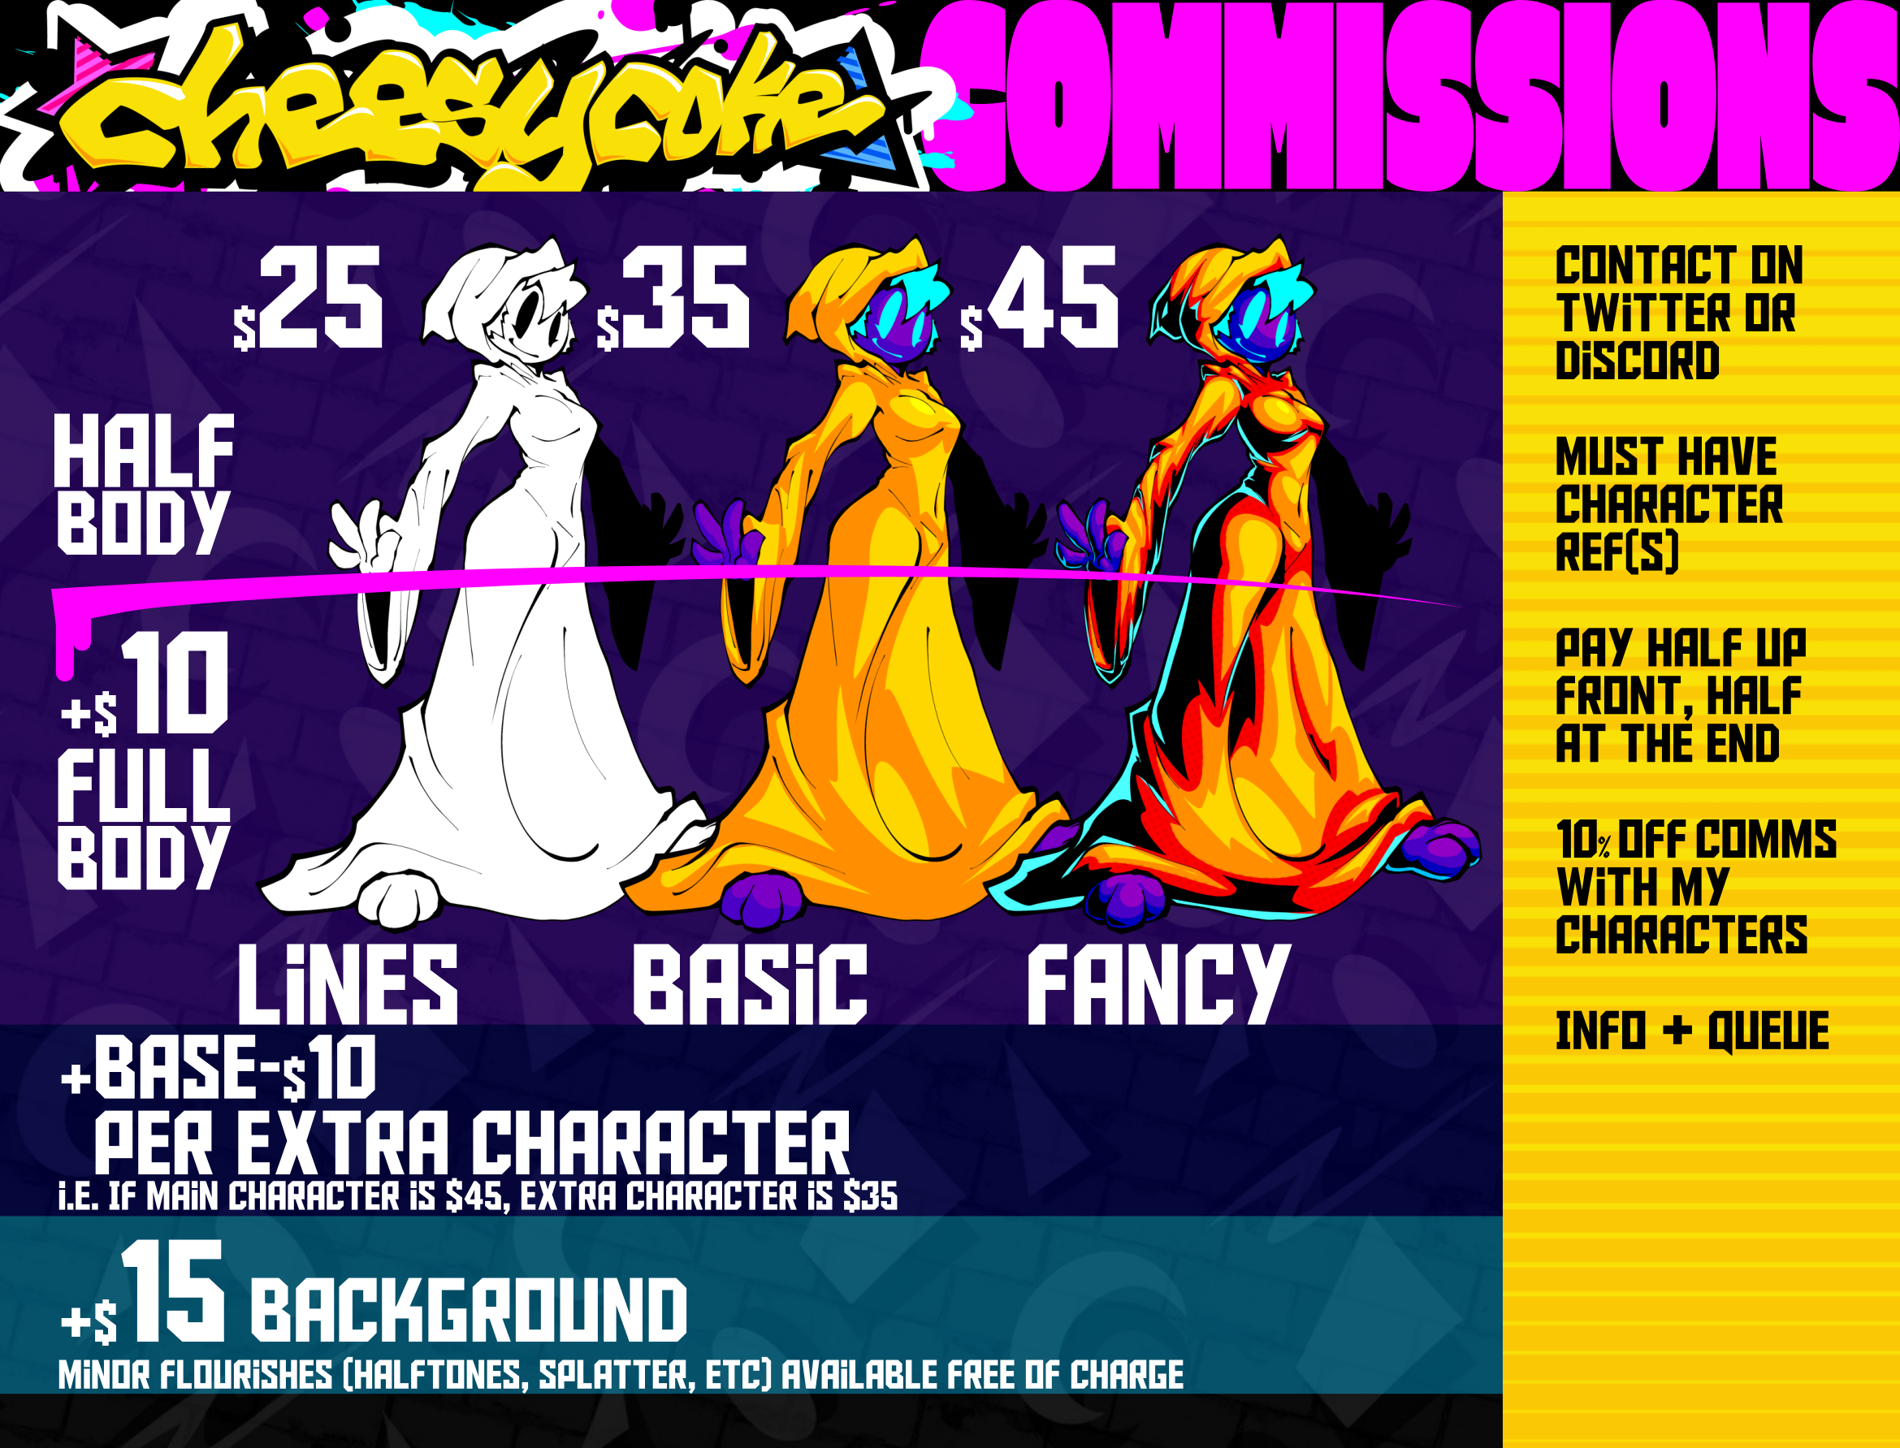 cheesycoke COMMISSIONS
$25 $35 $45
HALF
BODY
+$10
FULL
BODY
LiNES BASiC FANCY
+BASE-$10
PER EXTRA CHARACTER
i.E. IF MAiN CHARACTER iS $45, EXTRA CHARACTER iS $35
+$15 BACKGROUND
MiNOR FLOURiSHES (HALFTONES, SPLATTER, ETC) AVAiLABLE FREE OF CHARGE
CONTACT ON
TWiTTER OR
DiSCORD
MUST HAVE
CHARACTER
REF(S)
PAY HALF UP
FRONT, HALF
AT THE END
10% OFF COMMS
WiTH MY
CHARACTERS
INFO + QUEUE